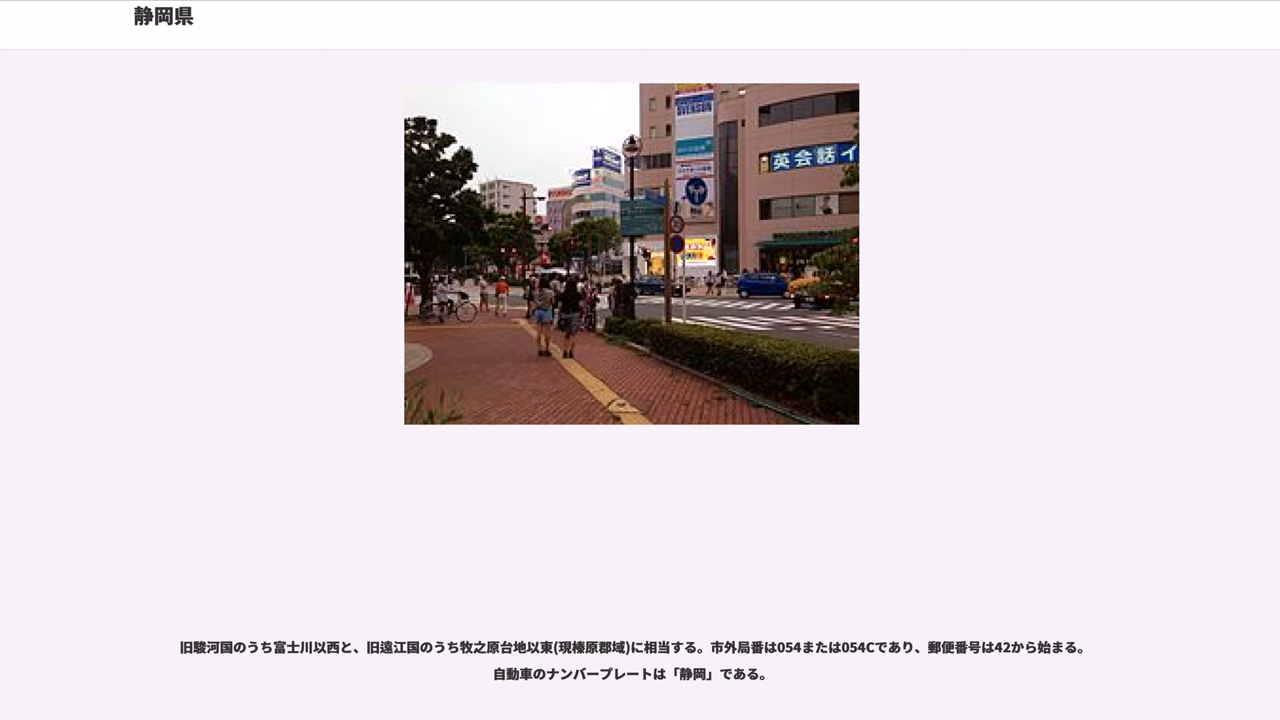 静岡県
英会話イ
旧駿河国のうち富士川以西と、旧遠江国のうち牧之原台地以東(現榛原郡域)に相当する。市外局番は054または054Cであり、郵便番号は42から始まる。
自動車のナンバープレートは「静岡」である。